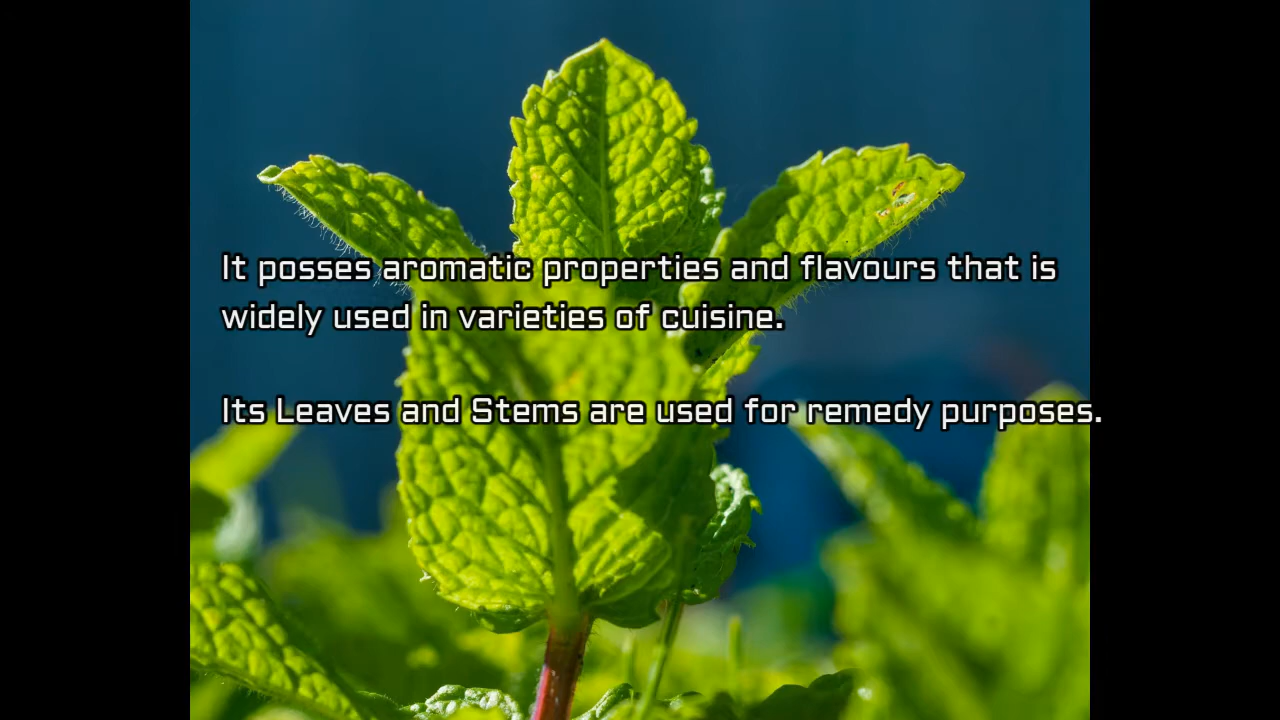 It posses aromatic properties and flavours that is
widely used in varieties of cuisine.
Its Leaves and Stems are used for remedy purposes.